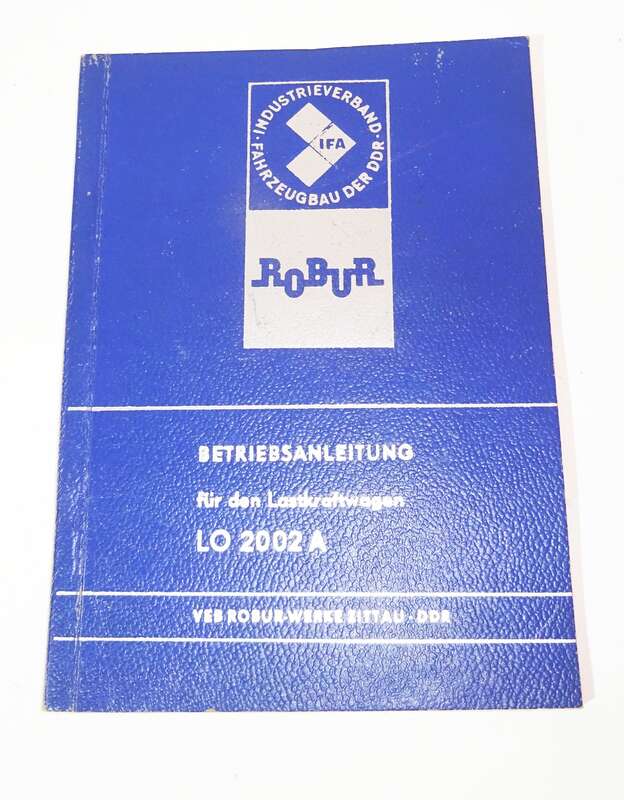 · INDUSTRIEVERBAND ·
FAHRZEUGBAU DER DDR
IFA
ROBUR
BETRIEBSANLEITUNG
für den Lastkraftwagen
LO 2002 A
VEB ROBUR-WERKE ZITTAU · DDR